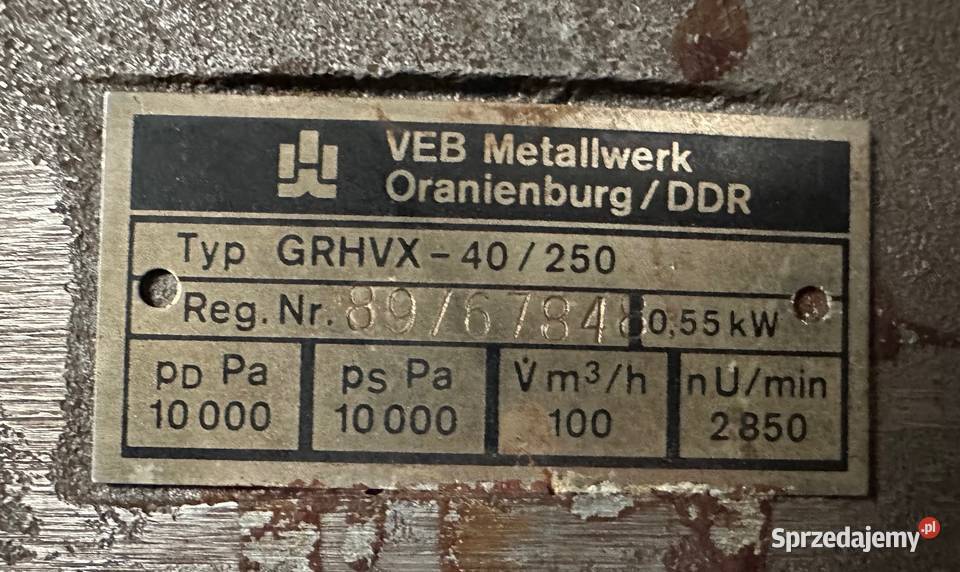 VEB Metallwerk
Oranienburg/DDR
Typ GRHVX-40/250
Reg. Nr. 89/67848 0,55 kW
pD Pa pS Pa V̇ m³/h n U/min
10 000 10 000 100 2 850
Sprzedajemy.pl